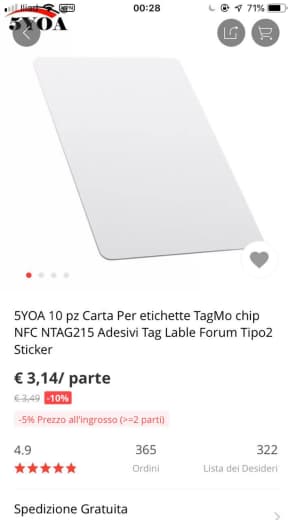 Iliad 00:28 71%
5YOA
5YOA 10 pz Carta Per etichette TagMo chip
NFC NTAG215 Adesivi Tag Lable Forum Tipo2
Sticker
€ 3,14/ parte
€ 3,49 -10%
-5% Prezzo all'ingrosso (>=2 parti)
4.9 365 322
Ordini Lista dei Desideri
Spedizione Gratuita